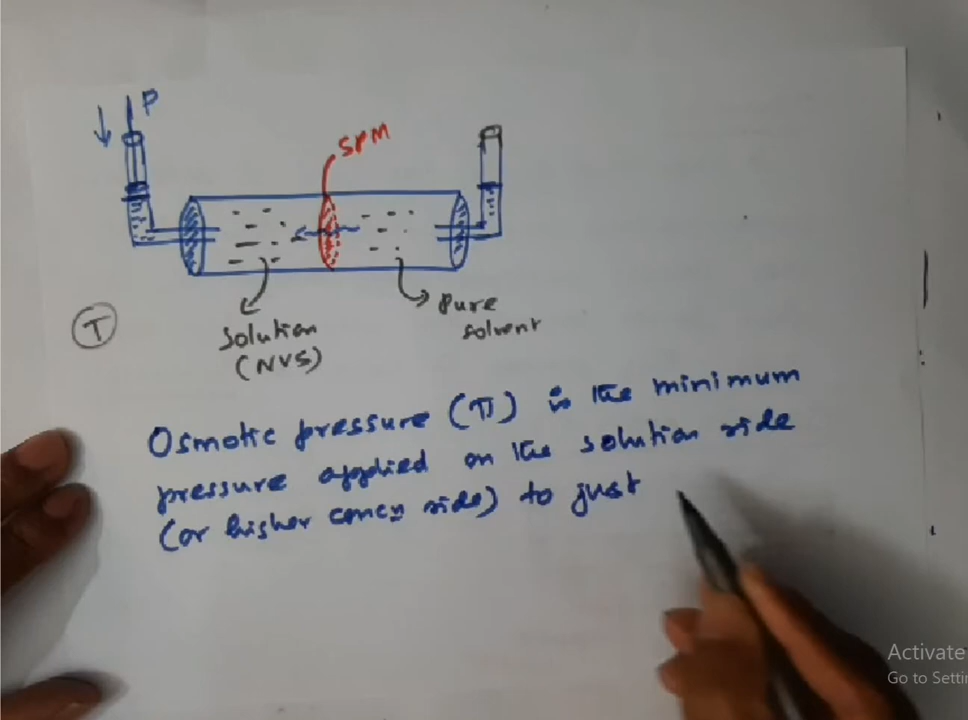 P
SPM
T
Solution
(NVS)
Pure
solvent
Osmotic pressure (π) is the minimum
pressure applied on the solution side
(or higher concn side) to just
Activate
Go to Settin